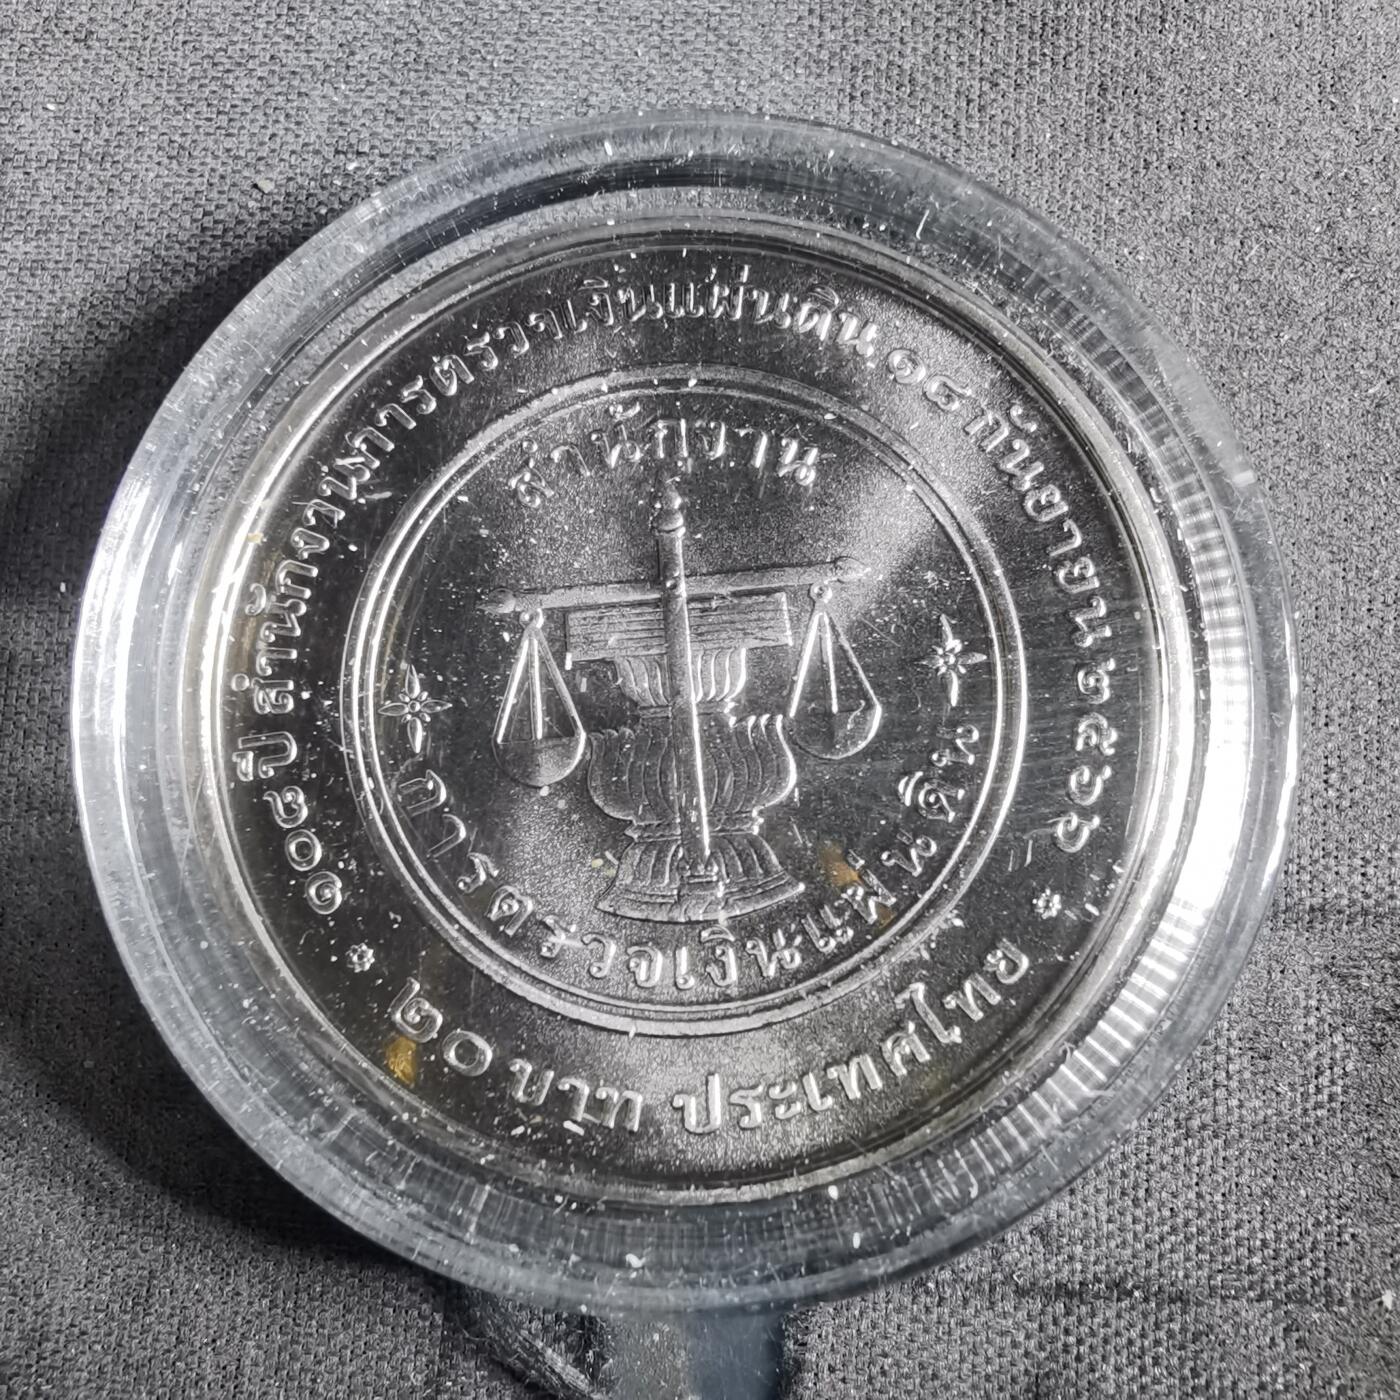 ๑๐๘ ปี สำนักงานการตรวจเงินแผ่นดิน ๑๘ กันยายน ๒๕๖๖
สำนักงาน
การตรวจเงินแผ่นดิน
๒๐ บาท ประเทศไทย